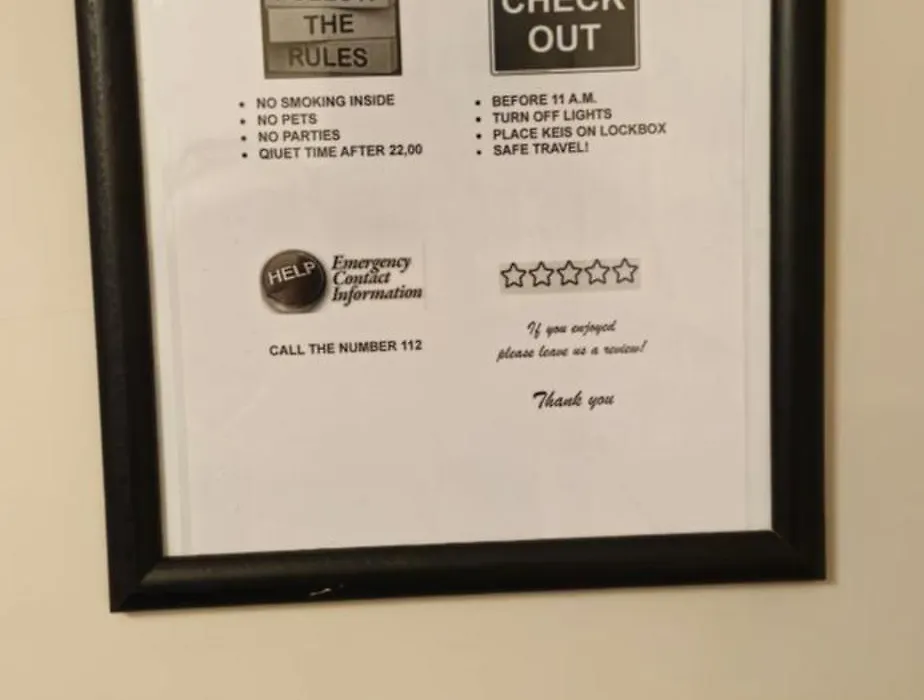 FOLLOW
THE
RULES
• NO SMOKING INSIDE
• NO PETS
• NO PARTIES
• QIUET TIME AFTER 22,00
CHECK
OUT
• BEFORE 11 A.M.
• TURN OFF LIGHTS
• PLACE KEIS ON LOCKBOX
• SAFE TRAVEL!
HELP
Emergency
Contact
Information
CALL THE NUMBER 112
If you enjoyed
please leave us a review!
Thank you